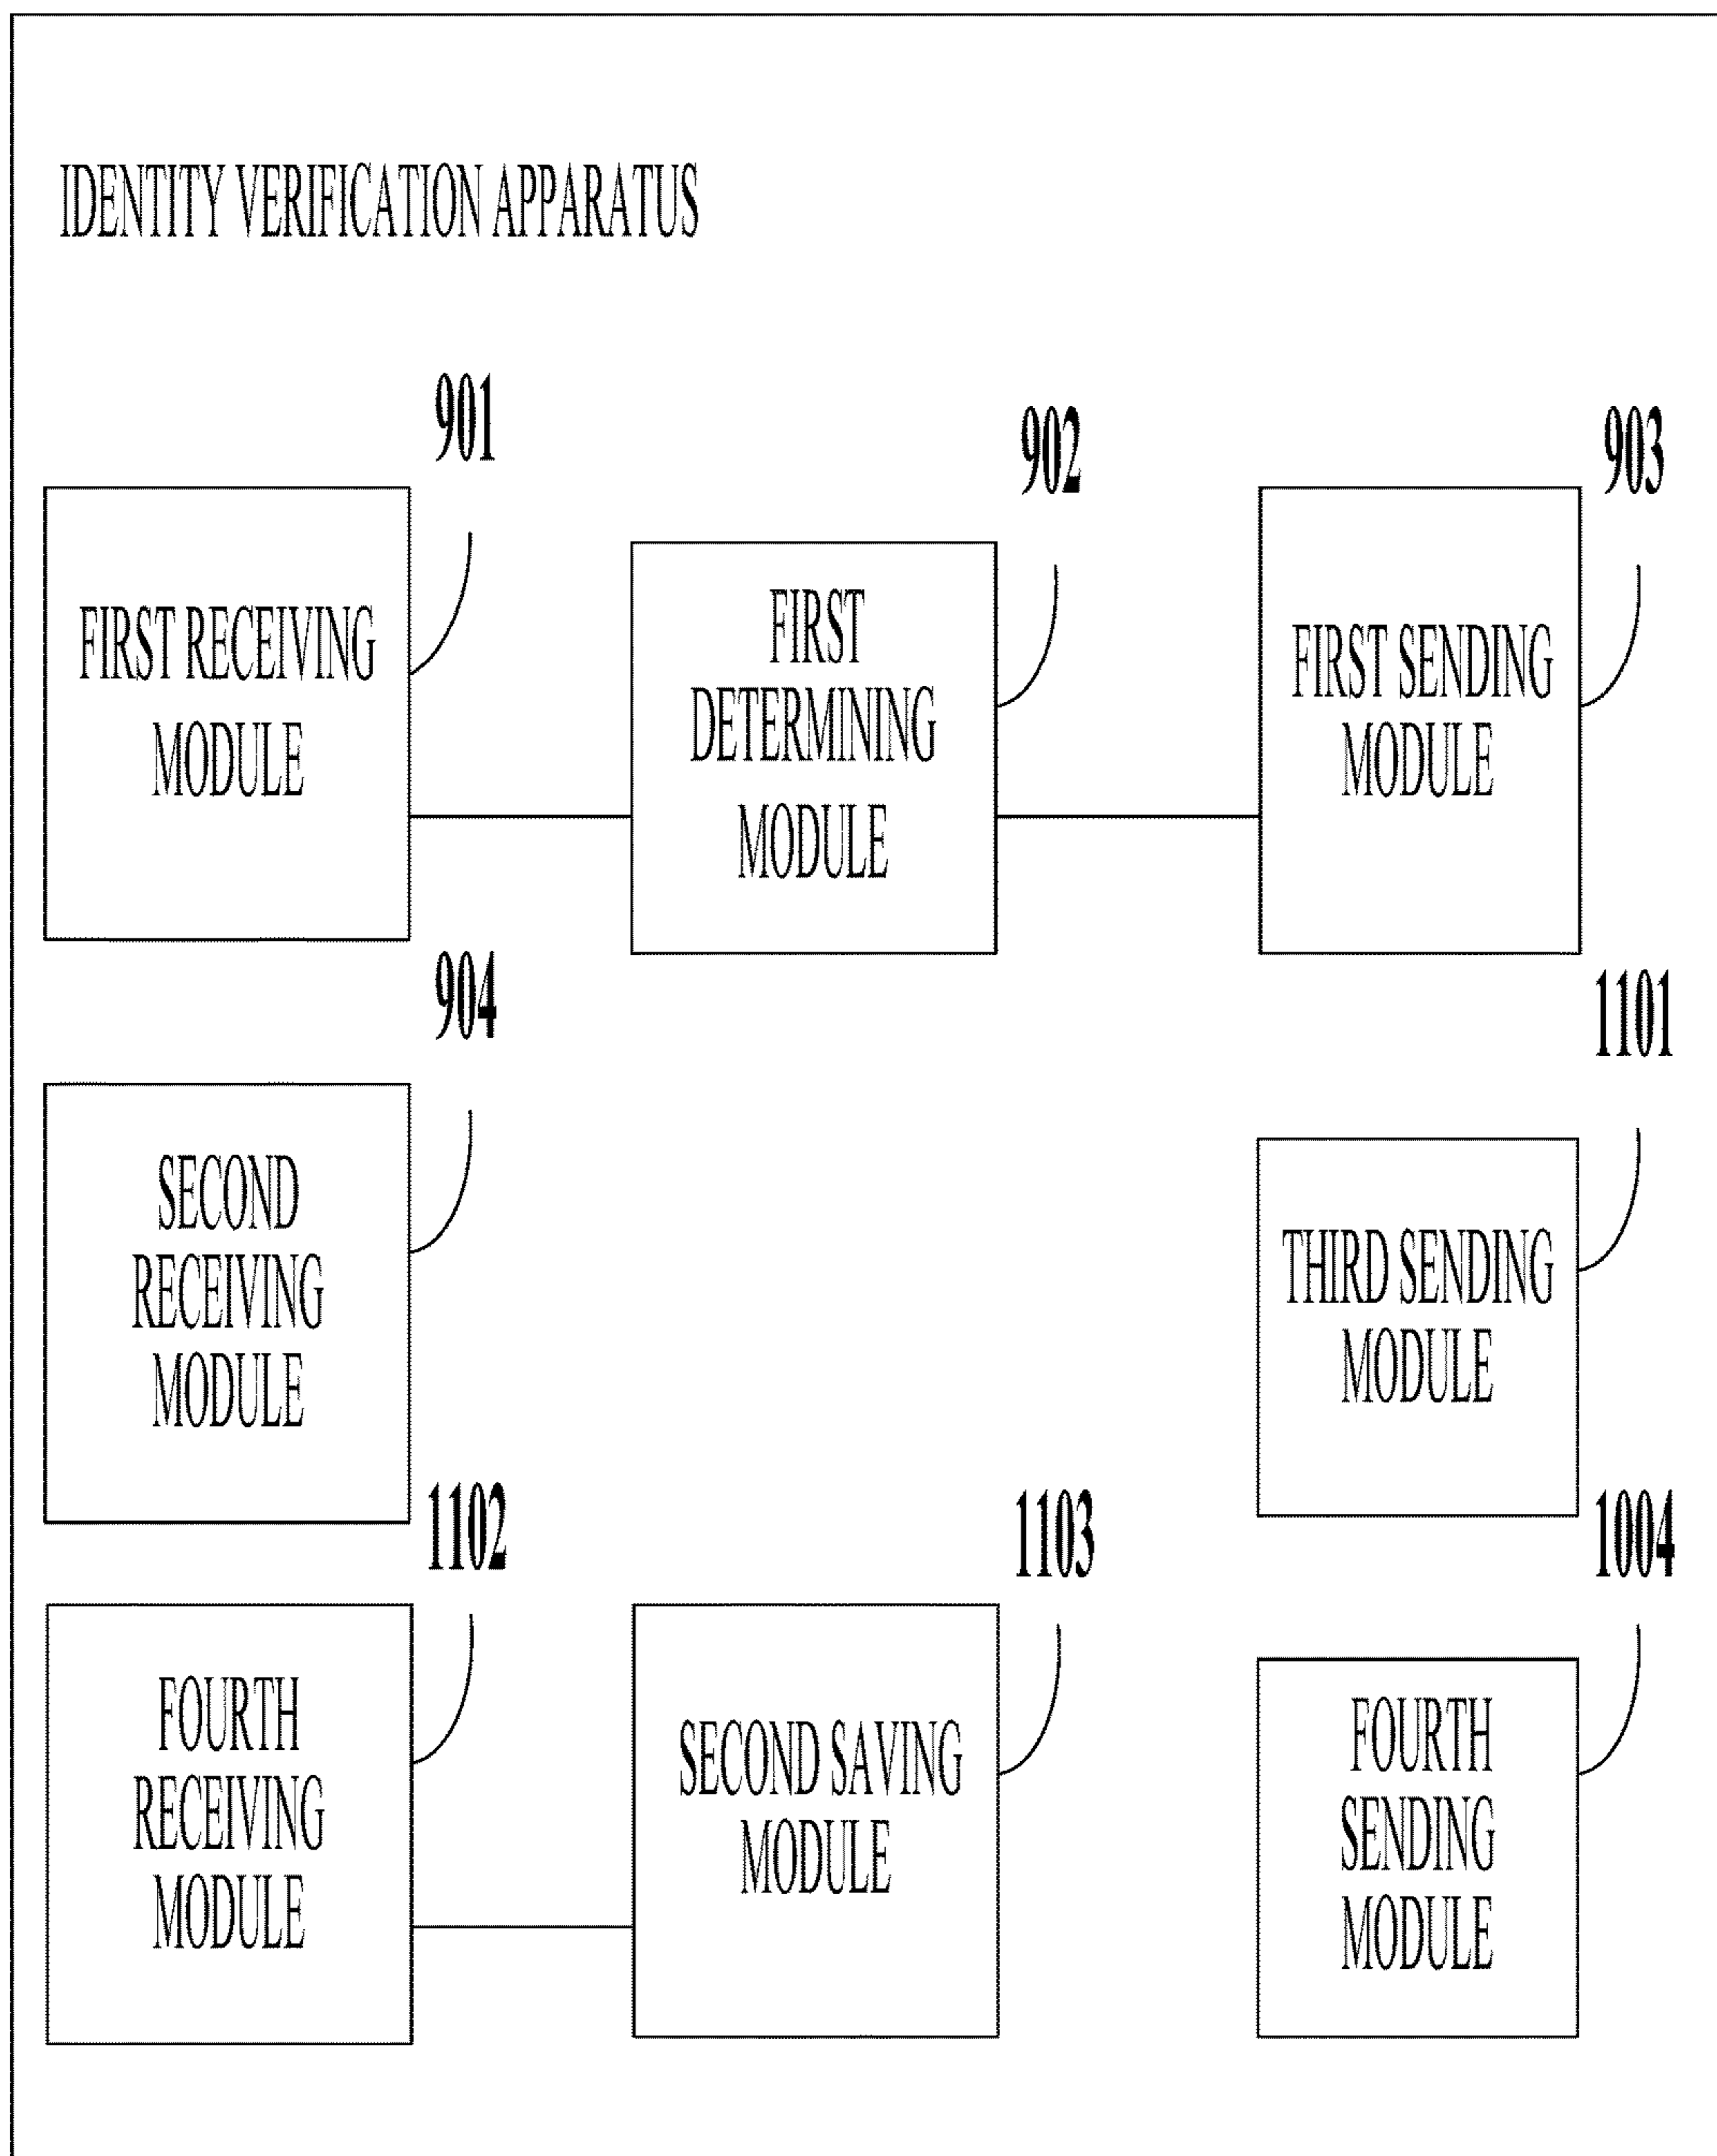 IDENTITY VERIFICATION APPARATUS
901
902
903
FIRST RECEIVING
MODULE
FIRST
DETERMINING
MODULE
FIRST SENDING
MODULE
904
1101
SECOND
RECEIVING
MODULE
THIRD SENDING
MODULE
1102
1103
1004
FOURTH
RECEIVING
MODULE
SECOND SAVING
MODULE
FOURTH
SENDING
MODULE